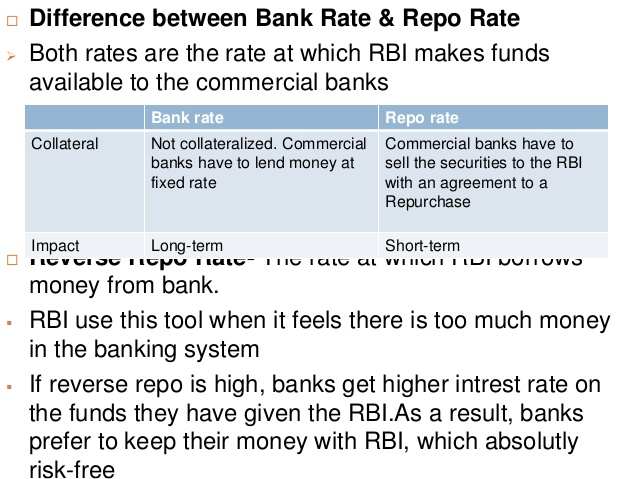 Difference between Bank Rate & Repo Rate
Both rates are the rate at which RBI makes funds
available to the commercial banks
Bank rate
Repo rate
Collateral
Not collateralized. Commercial
banks have to lend money at
fixed rate
Commercial banks have to
sell the securities to the RBI
with an agreement to a
Repurchase
Impact
Long-term
Short-term
Reverse Repo Rate- The rate at which RBI borrows
money from bank.
RBI use this tool when it feels there is too much money
in the banking system
If reverse repo is high, banks get higher intrest rate on
the funds they have given the RBI.As a result, banks
prefer to keep their money with RBI, which absolutly
risk-free